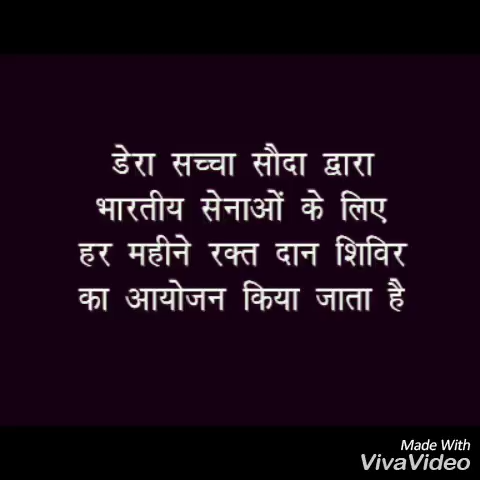 डेरा सच्चा सौदा द्वारा
भारतीय सेनाओं के लिए
हर महीने रक्त दान शिविर
का आयोजन किया जाता है
Made With
VivaVideo